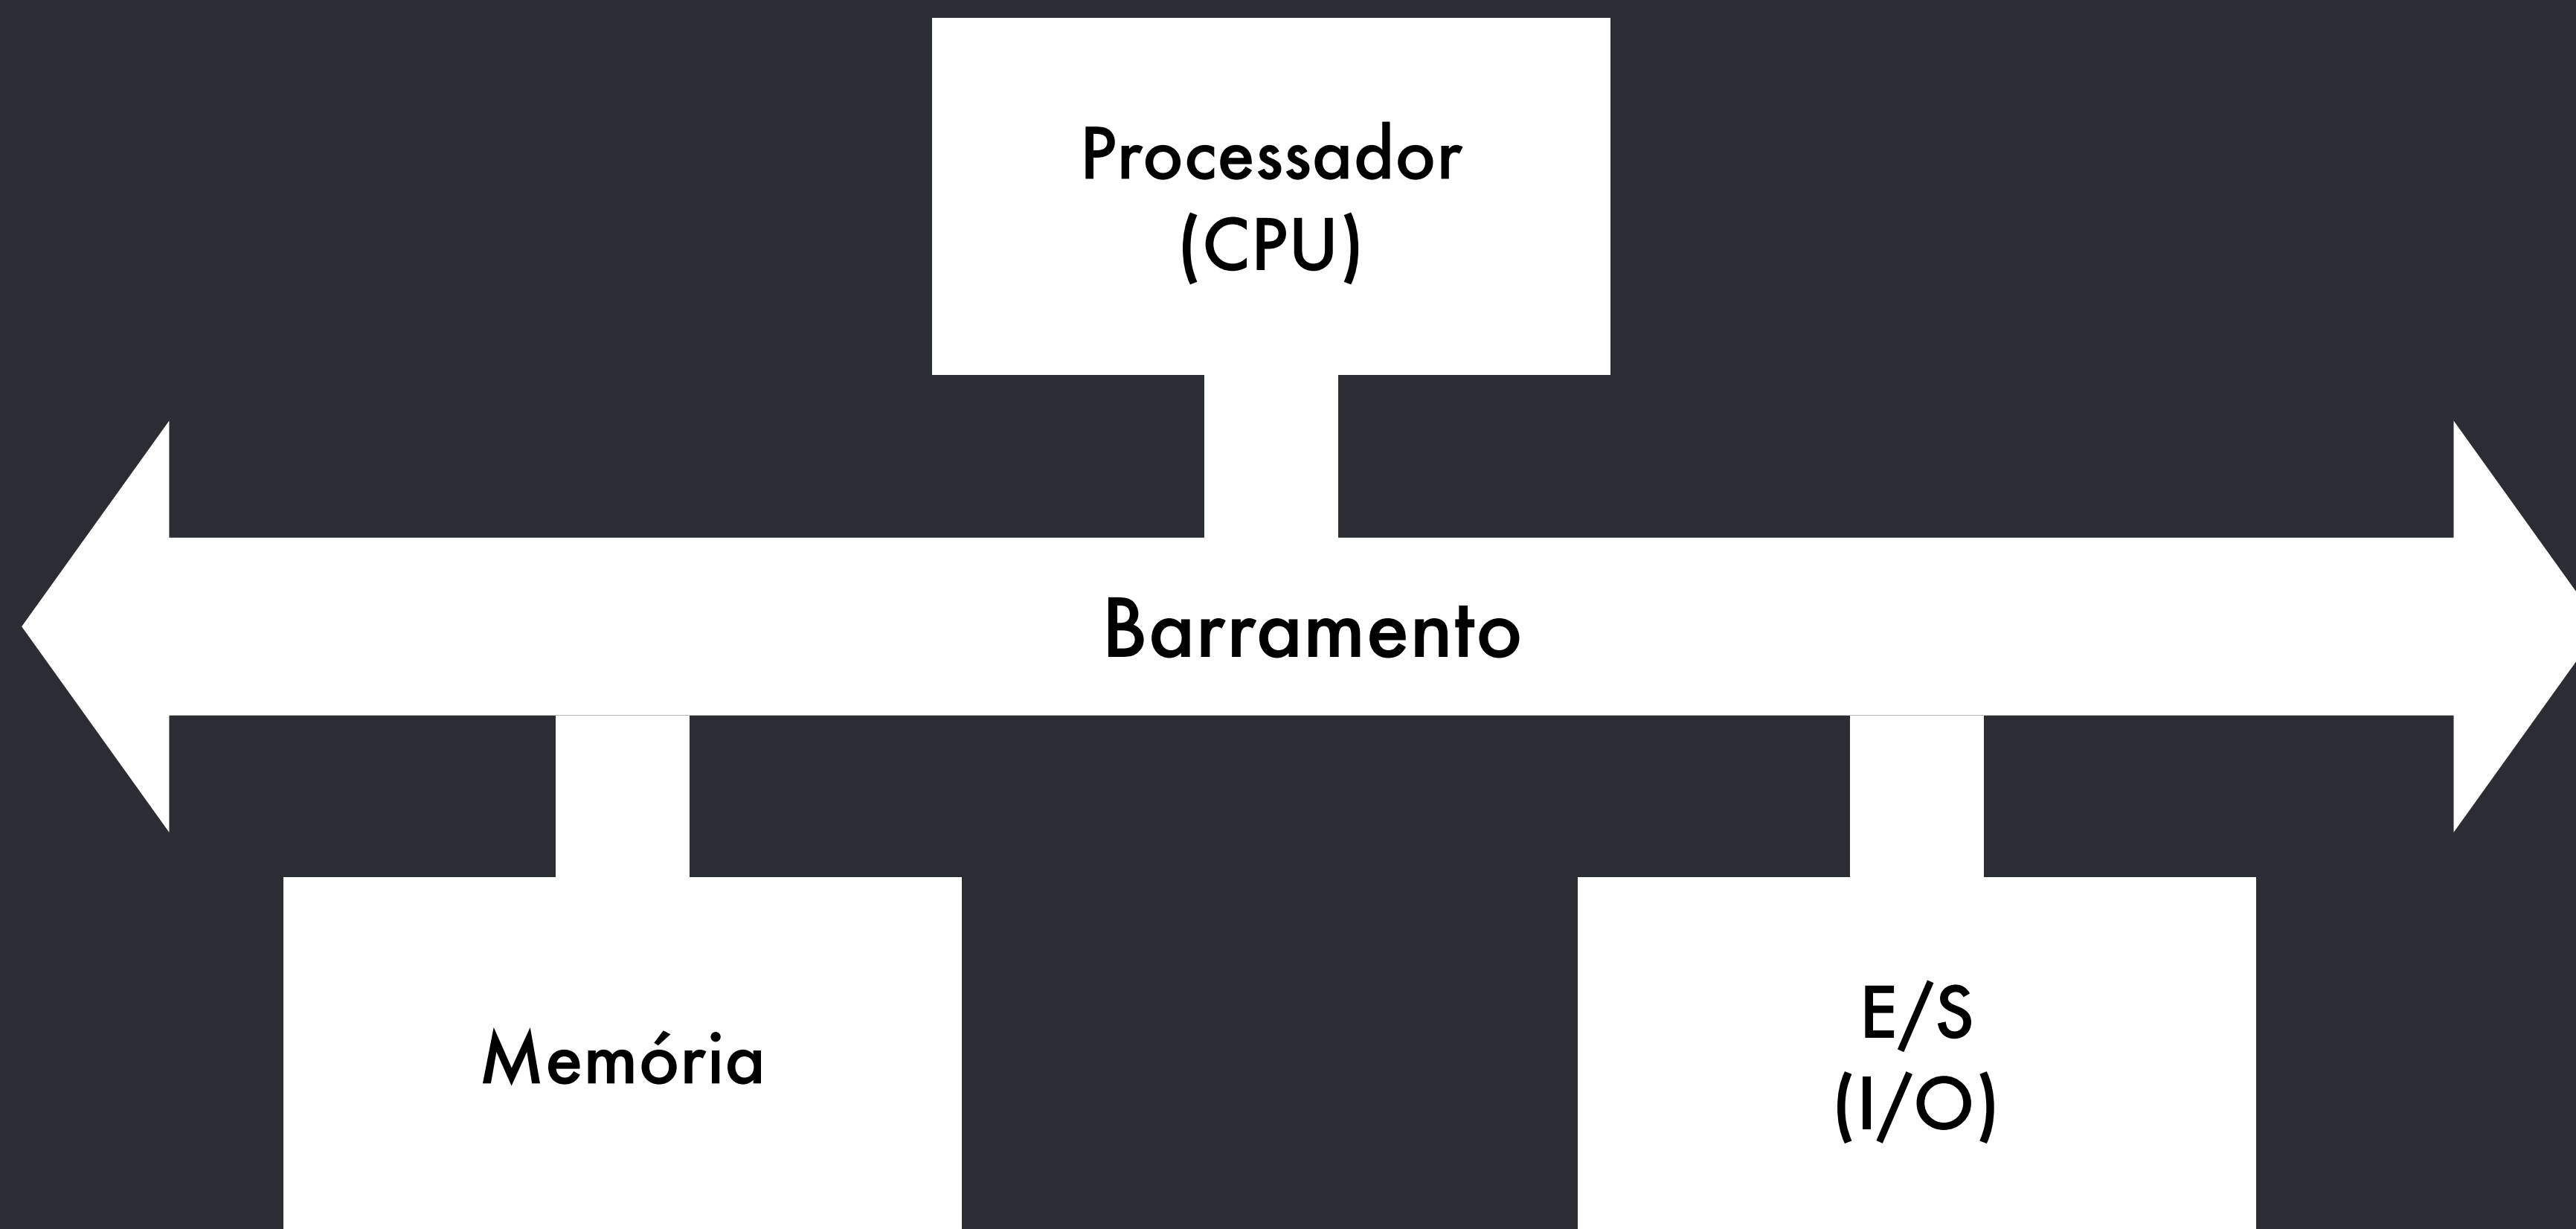 Processador
(CPU)
Barramento
Memória
E/S
(I/O)